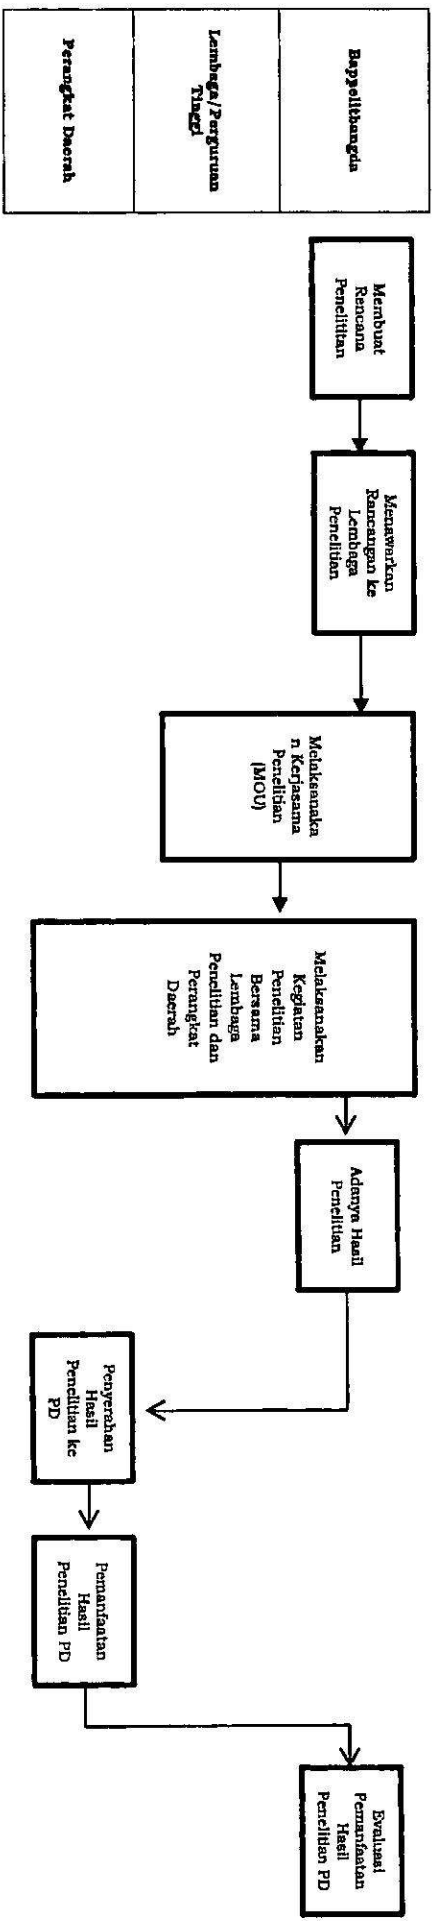 Bappelitbangda
Lembaga/Perguruan
Tinggi
Perangkat Daerah
Membuat
Rencana
Penelititan
Menawarkan
Rancangan ke
Lembaga
Penelitian
Melaksanaka
n Kerjasama
Penelitian
(MOU)
Melaksanakan
Kegiatan
Penelitian
Bersama
Lembaga
Penelitian dan
Perangkat
Daerah
Adanya Hasil
Penelitian
Penyerahan
Hasil
Penelitian ke
PD
Pemanfaatan
Hasil
Penelitian PD
Evaluasi
Pemanfaatan
Hasil
Penelitian PD